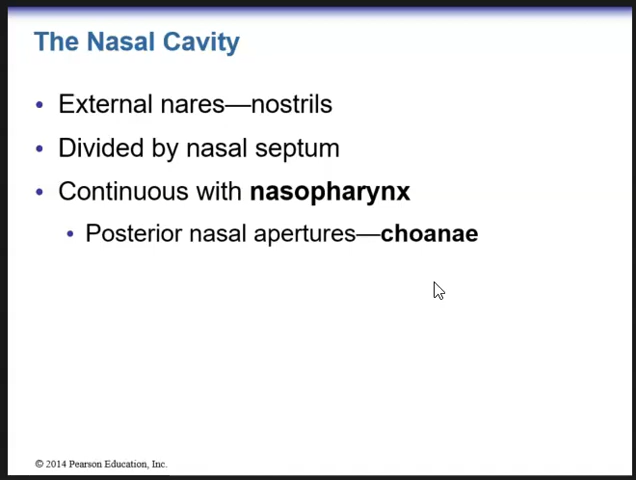 The Nasal Cavity
• External nares—nostrils
• Divided by nasal septum
• Continuous with nasopharynx
• Posterior nasal apertures—choanae
© 2014 Pearson Education, Inc.